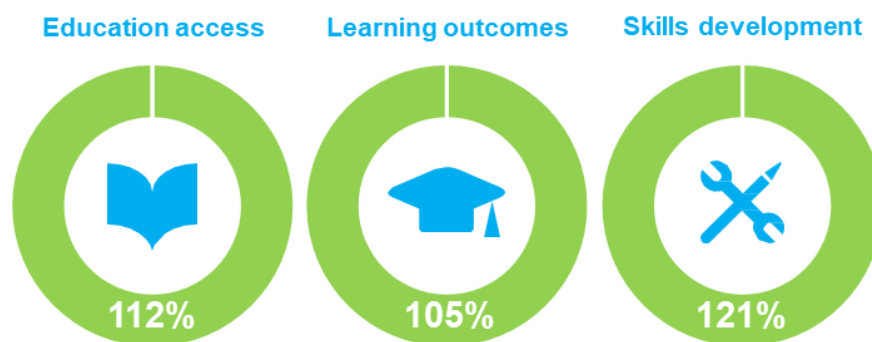 Education access
Learning outcomes
Skills development
112%
105%
121%